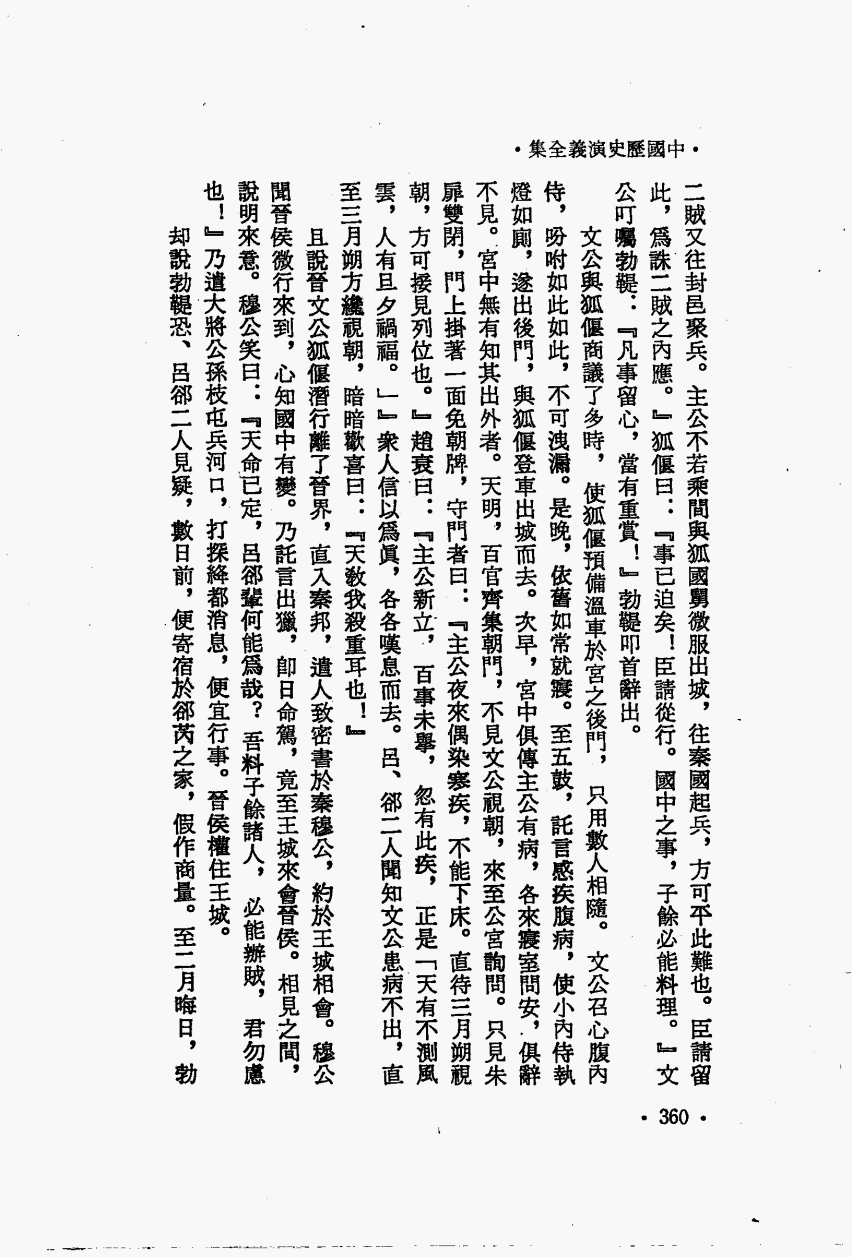 •中國歷史演義全集•
二賊又往封邑聚兵。主公不若乘間與狐國舅微服出城，往秦國起兵，方可平此難也。臣請留
此，爲誅二賊之內應。』狐偃曰：『事已迫矣！臣請從行。國中之事，子餘必能料理。』文
公叮囑勃鞮：『凡事留心，當有重賞！』勃鞮叩首辭出。
文公與狐偃商議了多時，使狐偃預備溫車於宮之後門，只用數人相隨。文公召心腹內
侍，吩咐如此如此，不可洩漏。是晚，依舊如常就寢。至五鼓，託言感疾腹病，使小內侍執
燈如廁，遂出後門，與狐偃登車出城而去。次早，宮中俱傳主公有病，各來寢室問安，俱辭
不見。宮中無有知其出外者。天明，百官齊集朝門，不見文公視朝，來至公宮詢問。只見朱
扉雙閉，門上掛著一面免朝牌，守門者曰：『主公夜來偶染寒疾，不能下床。直待三月朔視
朝，方可接見列位也。』趙衰曰：『主公新立，百事未舉，忽有此疾，正是「天有不測風
雲，人有旦夕禍福。」』衆人信以爲眞，各各嘆息而去。呂、郤二人聞知文公患病不出，直
至三月朔方纔視朝，暗暗歡喜曰：『天敎我殺重耳也！』
且說晉文公狐偃潛行離了晉界，直入秦邦，遣人致密書於秦穆公，約於王城相會。穆公
聞晉侯微行來到，心知國中有變。乃託言出獵，卽日命駕，竟至王城來會晉侯。相見之間，
說明來意。穆公笑曰：『天命已定，呂郤輩何能爲哉？吾料子餘諸人，必能辦賊，君勿慮
也！』乃遣大將公孫枝屯兵河口，打探絳都消息，便宜行事。晉侯權住王城。
却說勃鞮恐、呂郤二人見疑，數日前，便寄宿於郤芮之家，假作商量。至二月晦日，勃
•360•